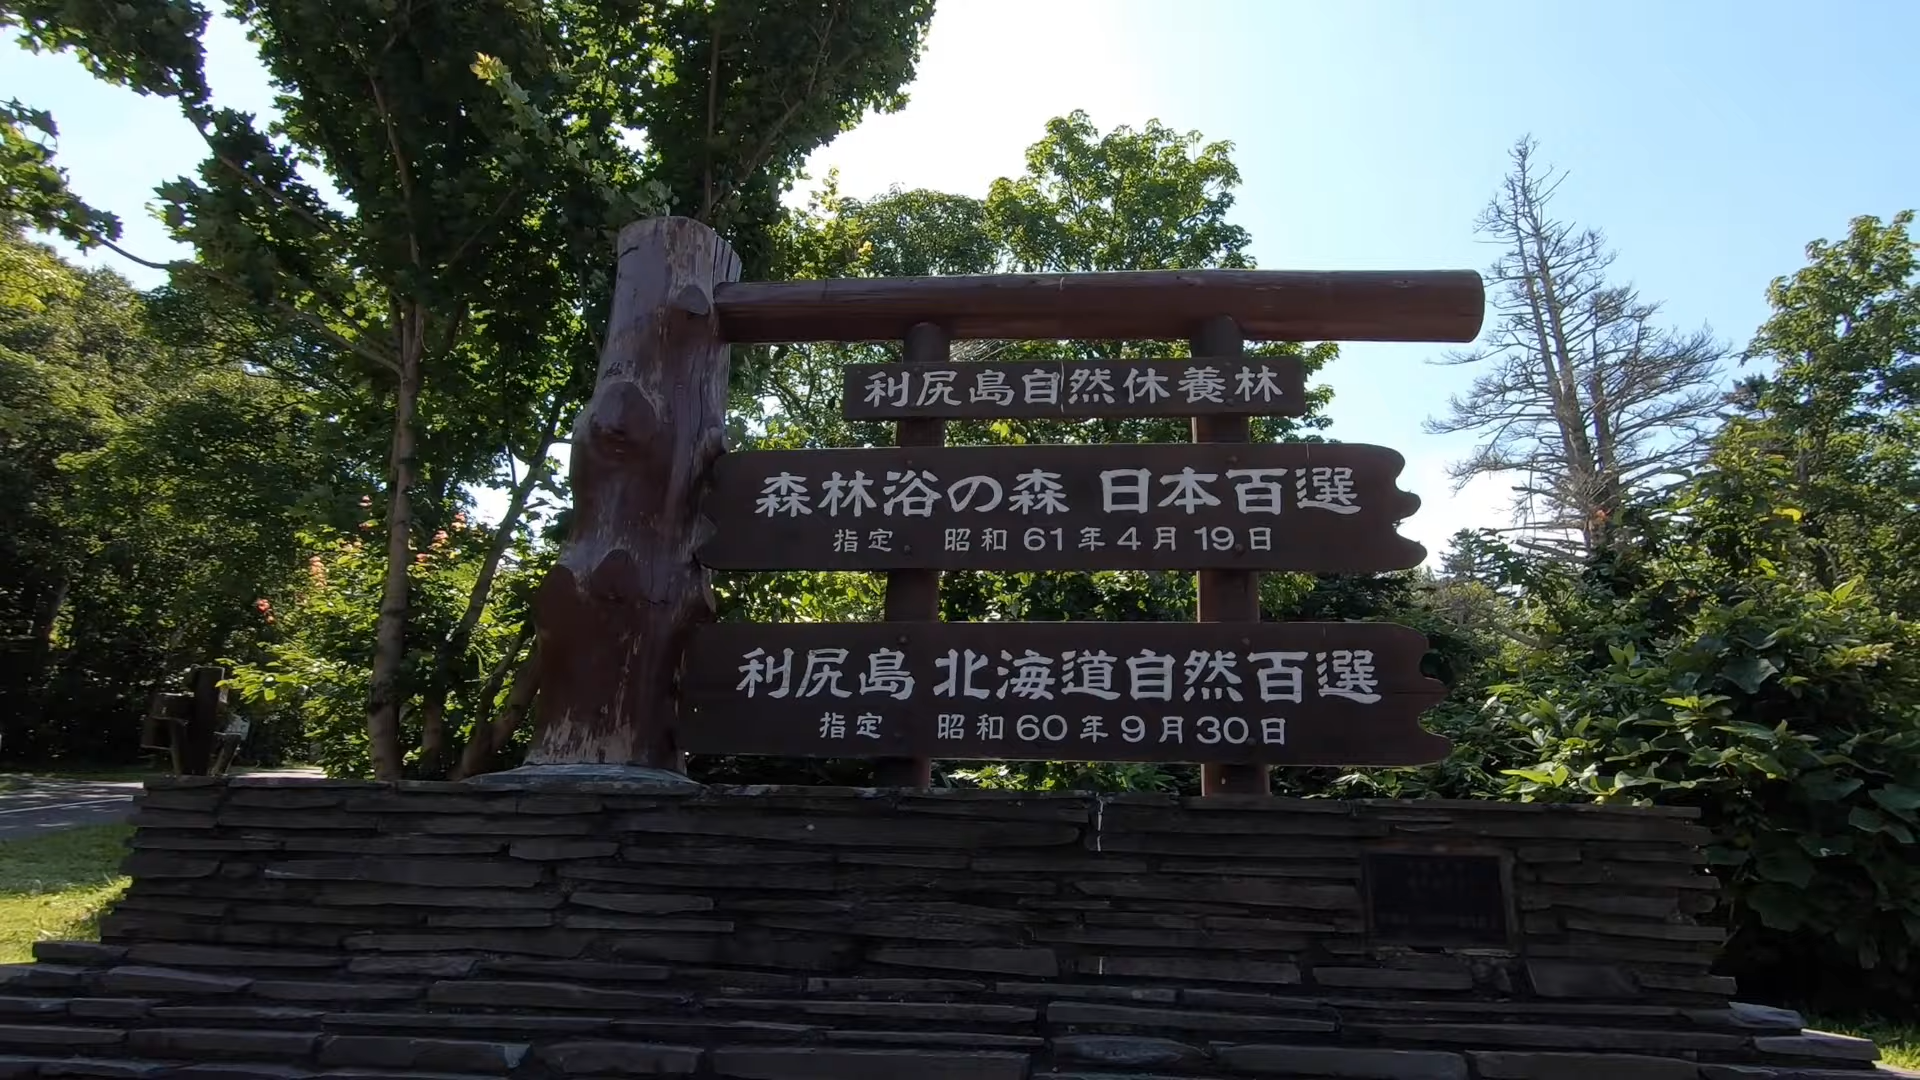 利尻島自然休養林
森林浴の森 日本百選
指定 昭和61年4月19日
利尻島 北海道自然百選
指定 昭和60年9月30日